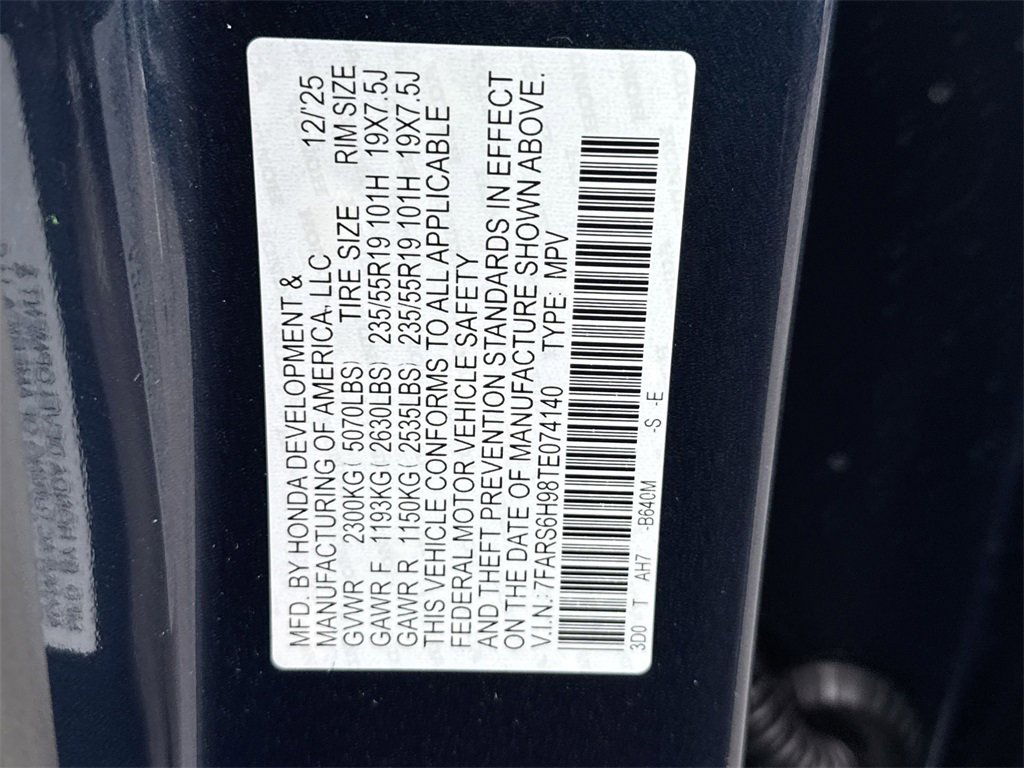 MFD. BY HONDA DEVELOPMENT &
MANUFACTURING OF AMERICA, LLC 12/'25
GVWR 2300KG( 5070LBS) TIRE SIZE RIM SIZE
GAWR F 1193KG( 2630LBS) 235/55R19 101H 19X7.5J
GAWR R 1150KG( 2535LBS) 235/55R19 101H 19X7.5J
THIS VEHICLE CONFORMS TO ALL APPLICABLE
FEDERAL MOTOR VEHICLE SAFETY
AND THEFT PREVENTION STANDARDS IN EFFECT
ON THE DATE OF MANUFACTURE SHOWN ABOVE.
V.I.N.: 7FARS6H98TE074140 TYPE: MPV
3D0 T AH7 -B640M -S -E